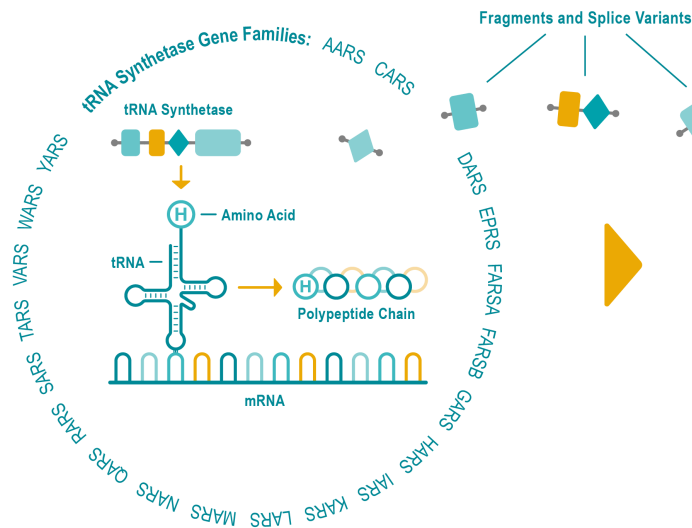 Fragments and Splice Variants
tRNA Synthetase Gene Families: AARS CARS
DARS EPRS FARSA FARSB GARS HARS IARS KARS LARS MARS NARS QARS RARS SARS TARS VARS WARS YARS
tRNA Synthetase
H
Amino Acid
tRNA
H
Polypeptide Chain
mRNA